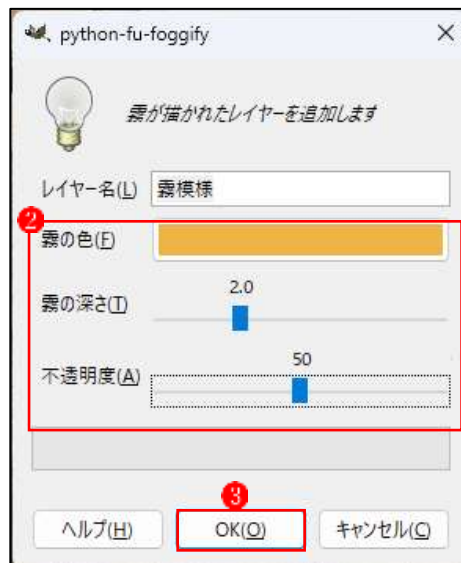 python-fu-foggify
霧が描かれたレイヤーを追加します
レイヤー名(L) 霧模様
2
霧の色(F)
霧の深さ(T) 2.0
不透明度(A) 50
3
ヘルプ(H) OK(O) キャンセル(C)